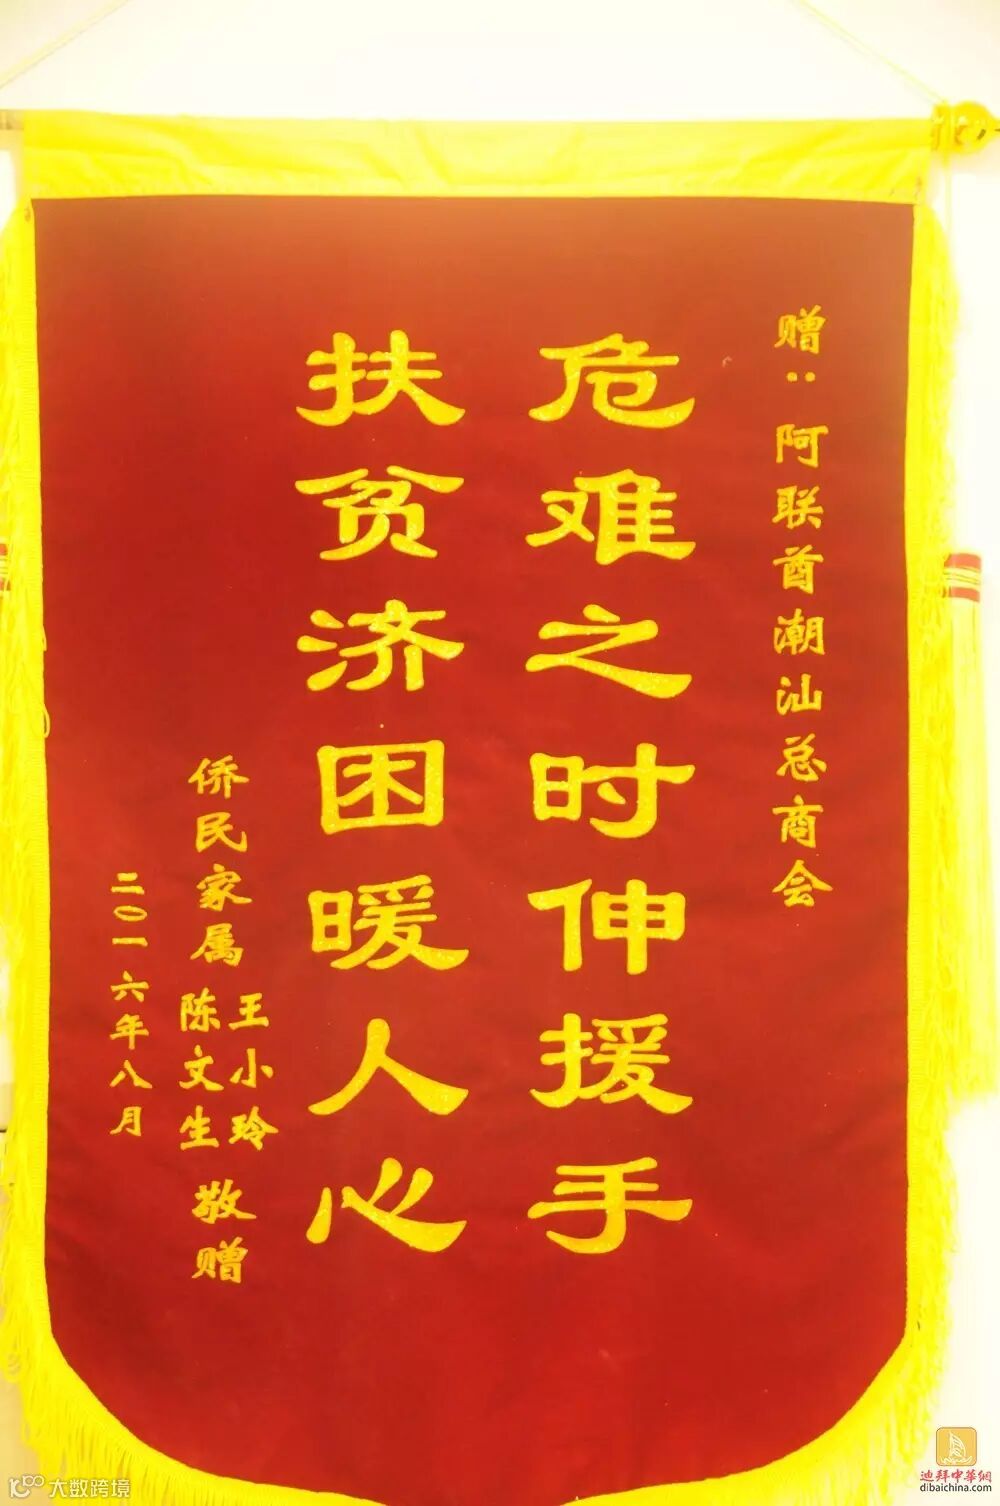 赠：阿联酋潮汕总商会
危难之时伸援手
扶贫济困暖人心
侨民家属 王小玲 陈文生 敬赠
二〇一六年八月
大数跨境
迪拜中華網
dibaichina.com